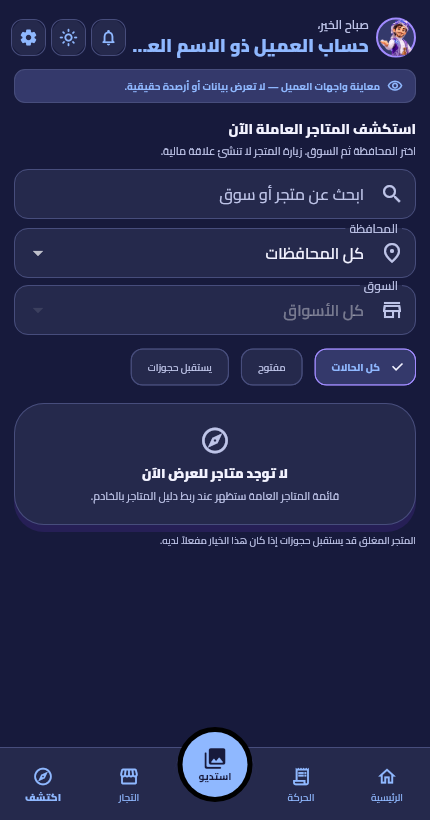 صباح الخير،
حساب العميل ذو الاسم العـ...
معاينة واجهات العميل — لا تعرض بيانات أو أرصدة حقيقية.
استكشف المتاجر العاملة الآن
اختر المحافظة ثم السوق. زيارة المتجر لا تنشئ علاقة مالية.
ابحث عن متجر أو سوق
المحافظة
كل المحافظات
السوق
كل الأسواق
كل الحالات
مفتوح
يستقبل حجوزات
لا توجد متاجر للعرض الآن
قائمة المتاجر العامة ستظهر عند ربط دليل المتاجر بالخادم.
المتجر المغلق قد يستقبل حجوزات إذا كان هذا الخيار مفعلاً لديه.
الرئيسية
الحركة
استديو
التجار
اكتشف